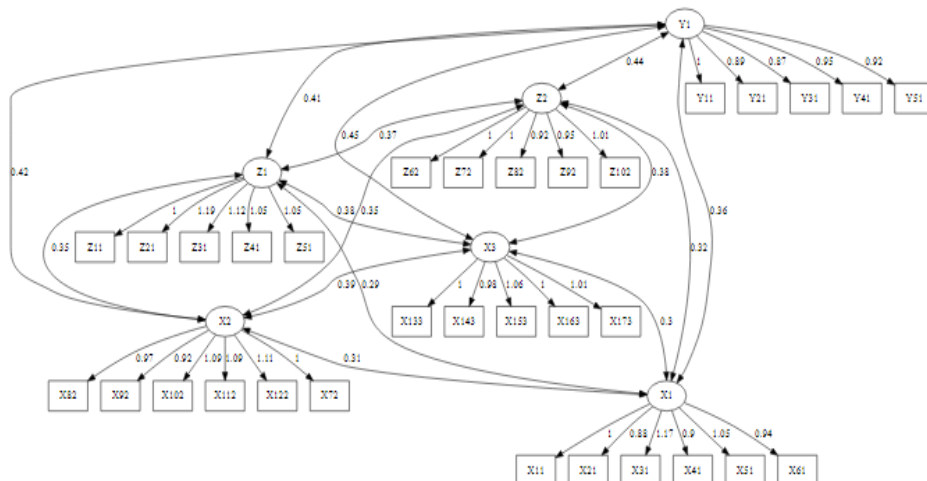 Y1
1 0.89 0.87 0.95 0.92
Y11 Y21 Y31 Y41 Y51
0.44
Z2
0.41 0.37 0.45
1 1 0.92 0.95 1.01
Z62 Z72 Z82 Z92 Z102
0.42 0.38
Z1
1 1.19 1.12 1.05 1.05
0.38 0.35 0.36
Z11 Z21 Z31 Z41 Z51
0.35 X3 0.32
0.39 0.29
1 0.98 1.06 1 1.01
X133 X143 X153 X163 X173
0.3
X2
0.97 0.92 1.09 1.09 1.11 1 0.31
X82 X92 X102 X112 X122 X72
X1
1 0.88 1.17 0.9 1.05 0.94
X11 X21 X31 X41 X51 X61